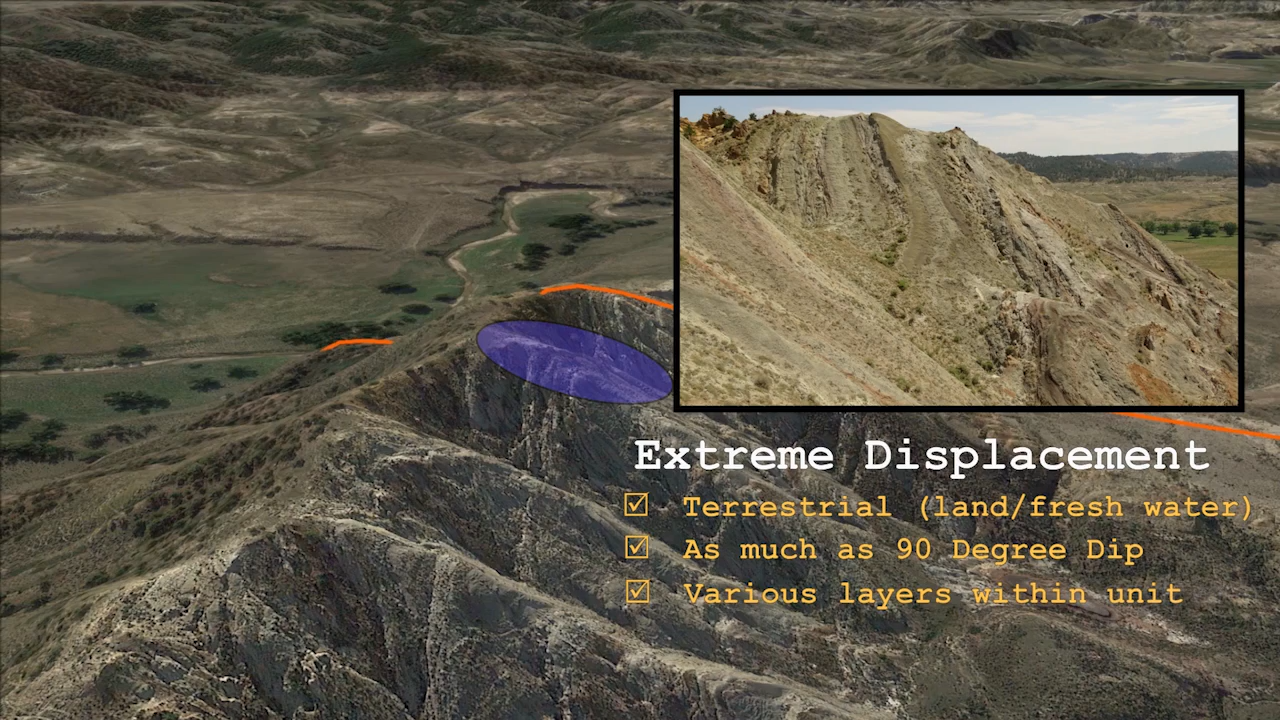 Extreme Displacement
☑ Terrestrial (land/fresh water)
☑ As much as 90 Degree Dip
☑ Various layers within unit